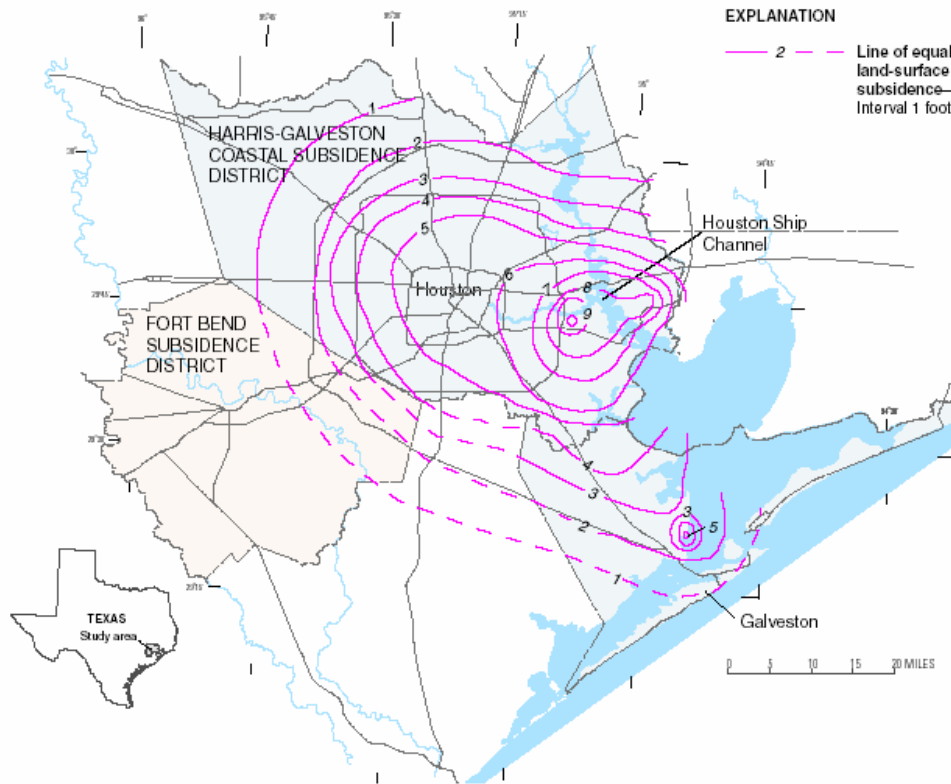 EXPLANATION
2
Line of equal
land-surface
subsidence—
Interval 1 foot
1
HARRIS-GALVESTON
COASTAL SUBSIDENCE
DISTRICT
2
3
4
5
Houston Ship
Channel
6
7
8
Houston
9
FORT BEND
SUBSIDENCE
DISTRICT
4
3
3
2
5
1
TEXAS
Study area
Galveston
0 5 10 15 20 MILES